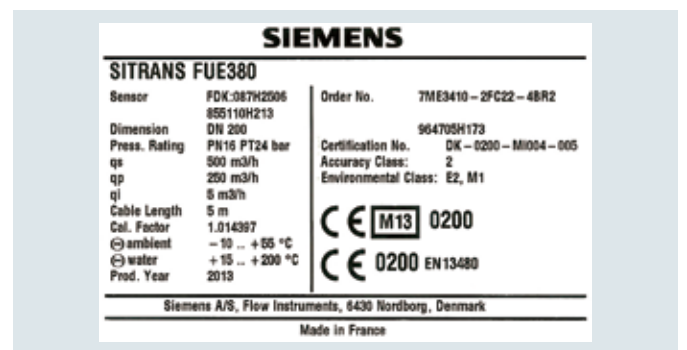 SIEMENS
SITRANS FUE380
Sensor FDK:087H2506
855110H213
Dimension DN 200
Press. Rating PN16 PT24 bar
qs 500 m3/h
qp 250 m3/h
qi 5 m3/h
Cable Length 5 m
Cal. Factor 1.014397
Θ ambient – 10 .. + 55 °C
Θ water + 15 .. + 200 °C
Prod. Year 2013
Order No. 7ME3410 – 2FC22 – 4BR2
964705H173
Certification No. DK – 0200 – MI004 – 005
Accuracy Class: 2
Environmental Class: E2, M1
CE M13 0200
CE 0200 EN13480
Siemens A/S, Flow Instruments, 6430 Nordborg, Denmark
Made in France